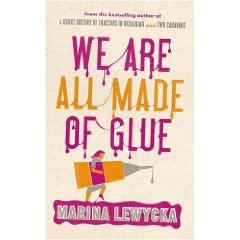 From the bestselling author of
A SHORT HISTORY OF TRACTORS IN UKRAINIAN AND TWO CARAVANS
WE ARE
ALL MADE
OF GLUE
MARINA LEWYCKA